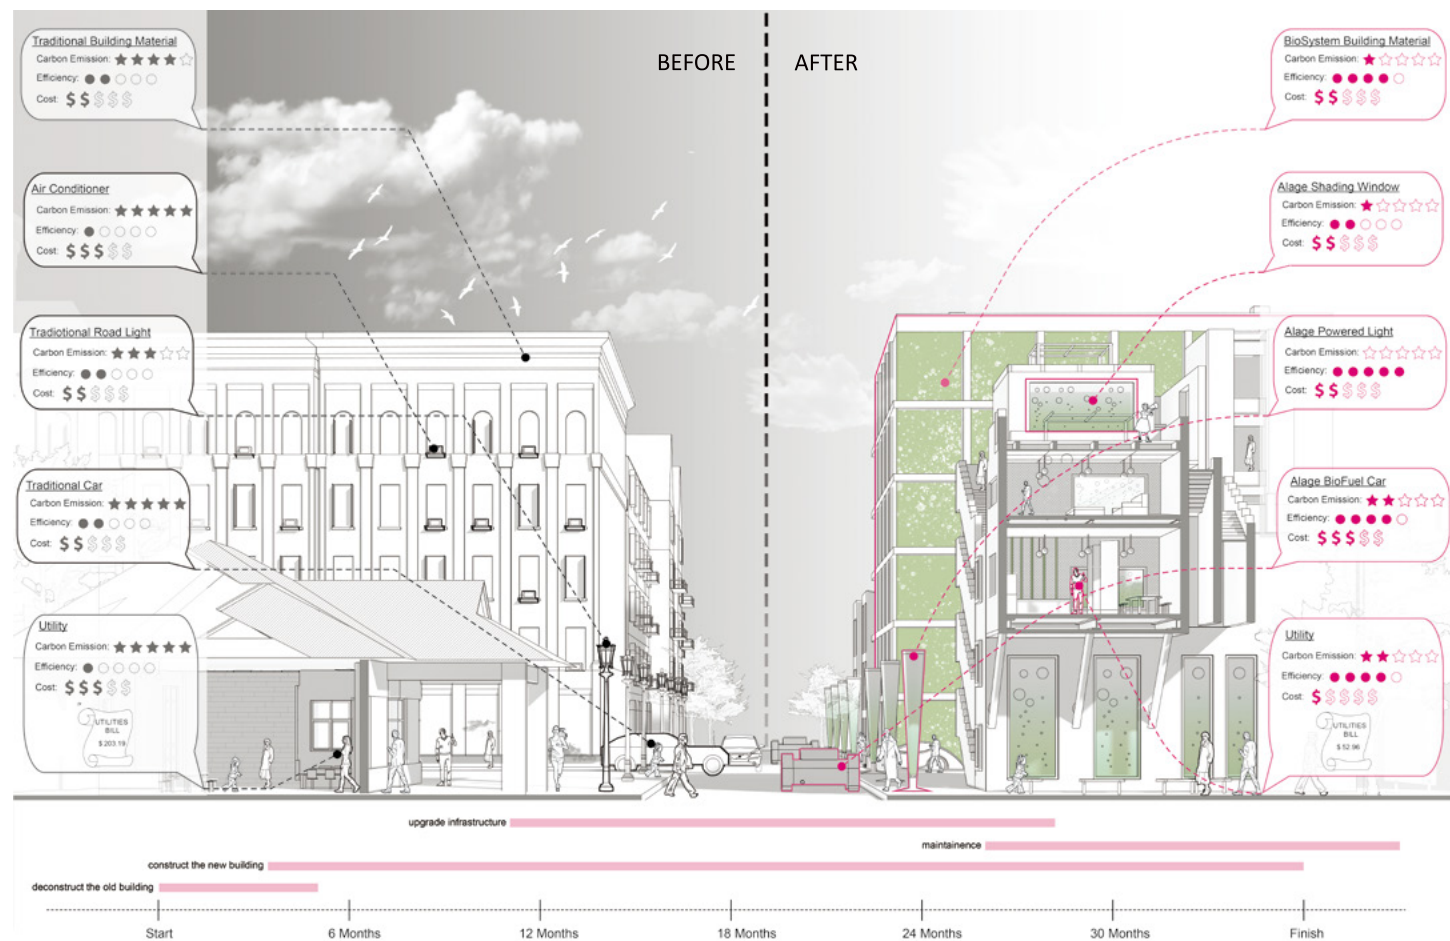 BEFORE
AFTER
Traditional Building Material
Carbon Emission:
Efficiency:
Cost: $$$$$
Air Conditioner
Carbon Emission:
Efficiency:
Cost: $$$$$
Tradiotional Road Light
Carbon Emission:
Efficiency:
Cost: $$$$$
Traditional Car
Carbon Emission:
Efficiency:
Cost: $$$$$
Utility
Carbon Emission:
Efficiency:
Cost: $$$$$
UTILITIES
BILL
$ 203.19
BioSystem Building Material
Carbon Emission:
Efficiency:
Cost: $$$$$
Alage Shading Window
Carbon Emission:
Efficiency:
Cost: $$$$$
Alage Powered Light
Carbon Emission:
Efficiency:
Cost: $$$$$
Alage BioFuel Car
Carbon Emission:
Efficiency:
Cost: $$$$$
Utility
Carbon Emission:
Efficiency:
Cost: $$$$$
UTILITIES
BILL
$ 52.96
upgrade infrastructure
maintainence
construct the new building
deconstruct the old building
Start
6 Months
12 Months
18 Months
24 Months
30 Months
Finish